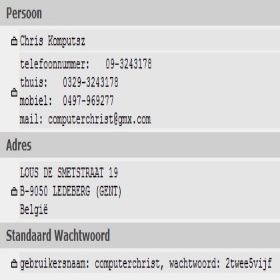 Persoon
Chris Komputsz
telefoonnummer: 09-3243178
thuis: 0329-3243178
mobiel: 0497-969277
mail: computerchrist@gmx.com
Adres
LOUS DE SMETSTRAAT 19
B-9050 LEDEBERG (GENT)
België
Standaard Wachtwoord
gebruikersnaam: computerchrist, wachtwoord: 2twee5vijf